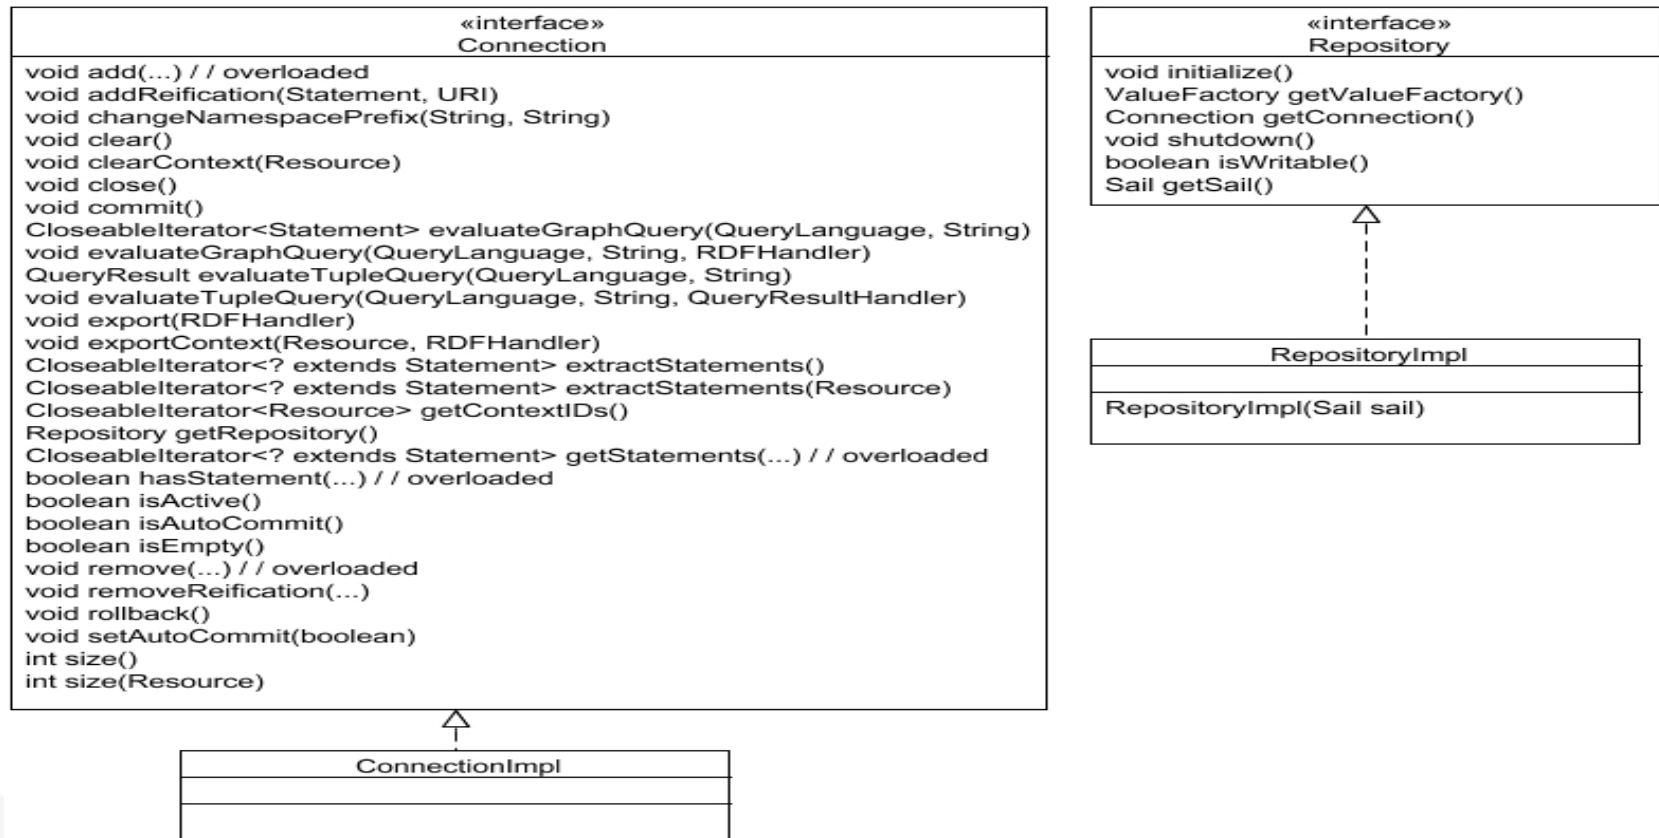 «interface»
Connection
void add(...) // overloaded
void addReification(Statement, URI)
void changeNamespacePrefix(String, String)
void clear()
void clearContext(Resource)
void close()
void commit()
CloseableIterator<Statement> evaluateGraphQuery(QueryLanguage, String)
void evaluateGraphQuery(QueryLanguage, String, RDFHandler)
QueryResult evaluateTupleQuery(QueryLanguage, String)
void evaluateTupleQuery(QueryLanguage, String, QueryResultHandler)
void export(RDFHandler)
void exportContext(Resource, RDFHandler)
CloseableIterator<? extends Statement> extractStatements()
CloseableIterator<? extends Statement> extractStatements(Resource)
CloseableIterator<Resource> getContextIDs()
Repository getRepository()
CloseableIterator<? extends Statement> getStatements(...) // overloaded
boolean hasStatement(...) // overloaded
boolean isActive()
boolean isAutoCommit()
boolean isEmpty()
void remove(...) // overloaded
void removeReification(...)
void rollback()
void setAutoCommit(boolean)
int size()
int size(Resource)
ConnectionImpl
«interface»
Repository
void initialize()
ValueFactory getValueFactory()
Connection getConnection()
void shutdown()
boolean isWritable()
Sail getSail()
RepositoryImpl
RepositoryImpl(Sail sail)